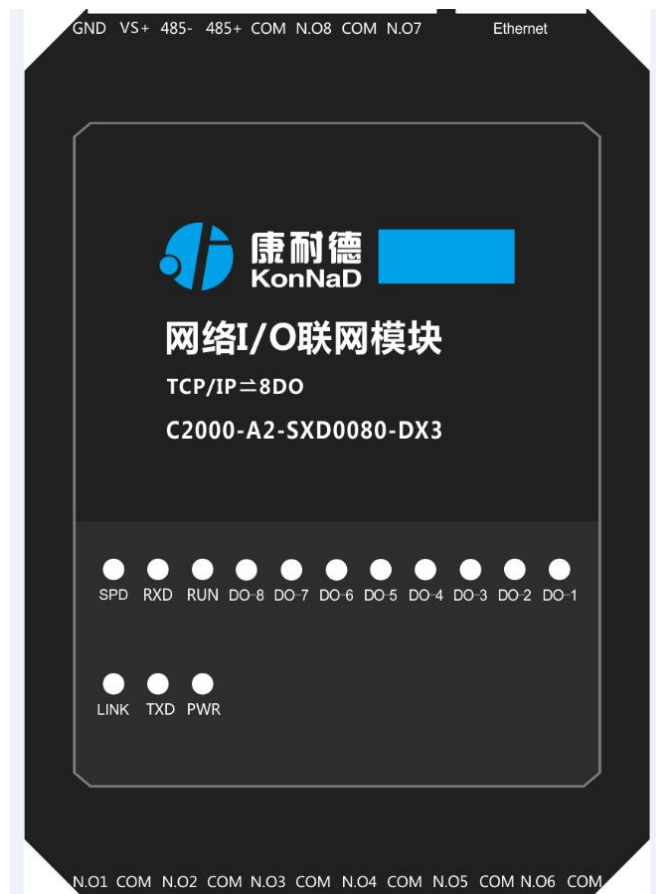 GND VS+ 485- 485+ COM N.O8 COM N.O7 Ethernet
康耐德
KonNaD
网络I/O联网模块
TCP/IP⇌8DO
C2000-A2-SXD0080-DX3
SPD RXD RUN DO-8 DO-7 DO-6 DO-5 DO-4 DO-3 DO-2 DO-1
LINK TXD PWR
N.O1 COM N.O2 COM N.O3 COM N.O4 COM N.O5 COM N.O6 COM